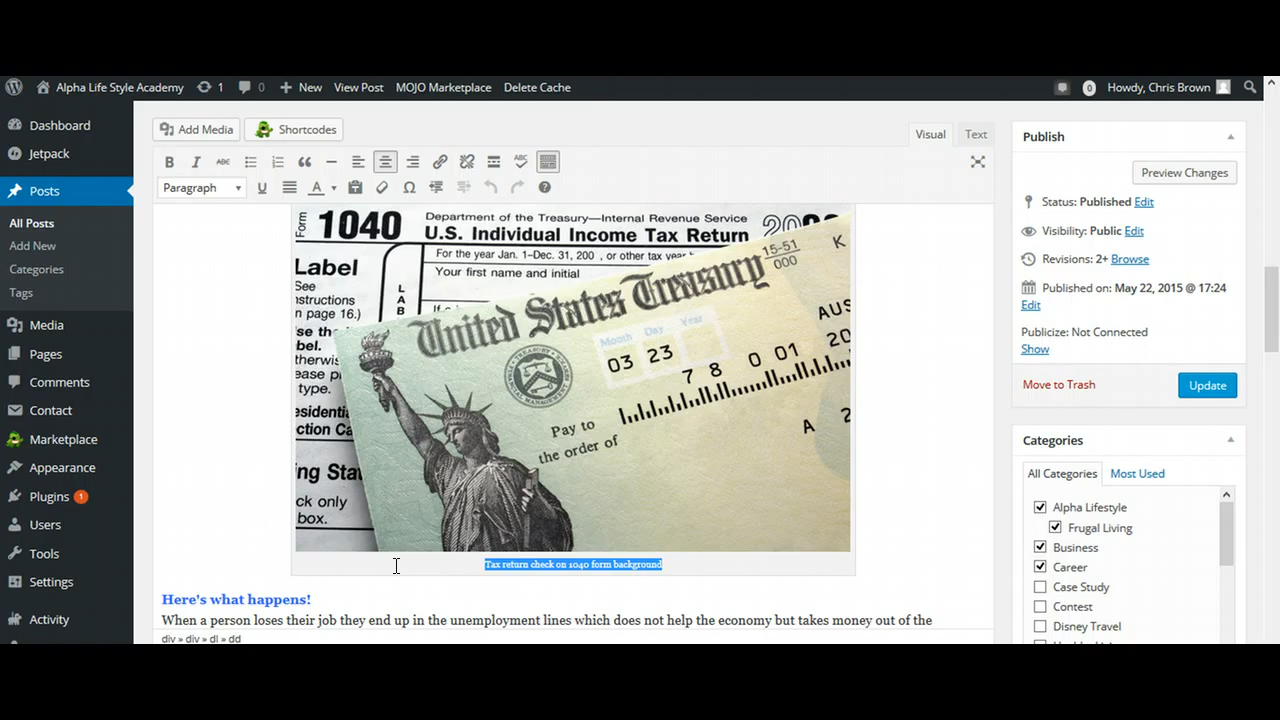 Alpha Life Style Academy 1 0 New View Post MOJO Marketplace Delete Cache 0 Howdy, Chris Brown
Dashboard
Jetpack
Posts
All Posts
Add New
Categories
Tags
Media
Pages
Comments
Contact
Marketplace
Appearance
Plugins 1
Users
Tools
Settings
Activity
Add Media Shortcodes
Visual Text
B I ABC ABC
Paragraph U A Ω
Form 1040 Department of the Treasury—Internal Revenue Service
U.S. Individual Income Tax Return
For the year Jan. 1–Dec. 31, 200 , or other tax
Label Your first name and initial
See
nstructions
n page 16.)
L
A
B
United States Treasury
15-51
000
K
Month Day Year
03 23
AUS
20
7 8 0 0 01
Pay to
the order of
A 2
type.
ck only
box.
Tax return check on 1040 form background
Here's what happens!
When a person loses their job they end up in the unemployment lines which does not help the economy but takes money out of the
div » div » dl » dd
Publish
Preview Changes
Status: Published Edit
Visibility: Public Edit
Revisions: 2+ Browse
Published on: May 22, 2015 @ 17:24
Edit
Publicize: Not Connected
Show
Move to Trash Update
Categories
All Categories Most Used
Alpha Lifestyle
Frugal Living
Business
Career
Case Study
Contest
Disney Travel